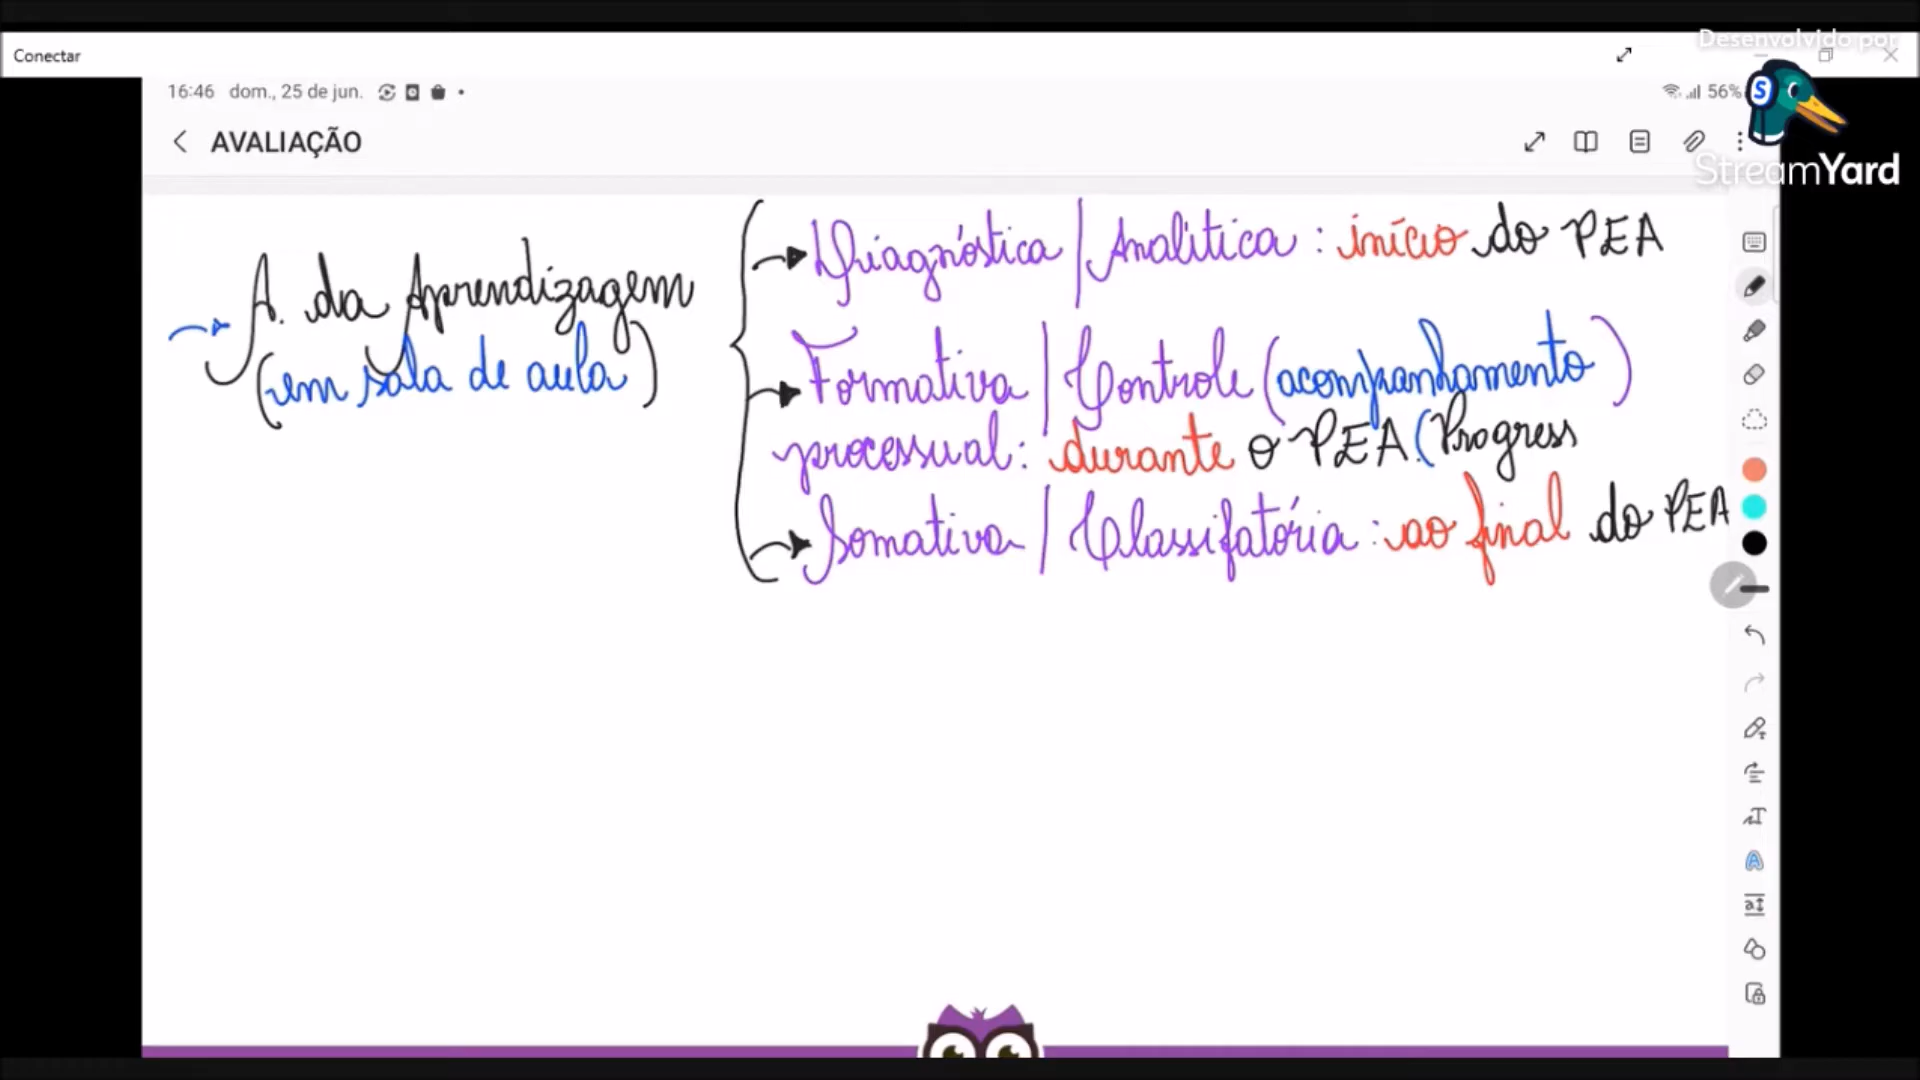 Desenvolvido por
Conectar
16:46 dom., 25 de jun.
56%
AVALIAÇÃO
StreamYard
A. da Aprendizagem
(em sala de aula)
Diagnóstica | Analítica : início do PEA
Formativa | Controle (acompanhamento)
processual : durante o PEA (Progress
Somativa | Classifatória : ao final do PEA